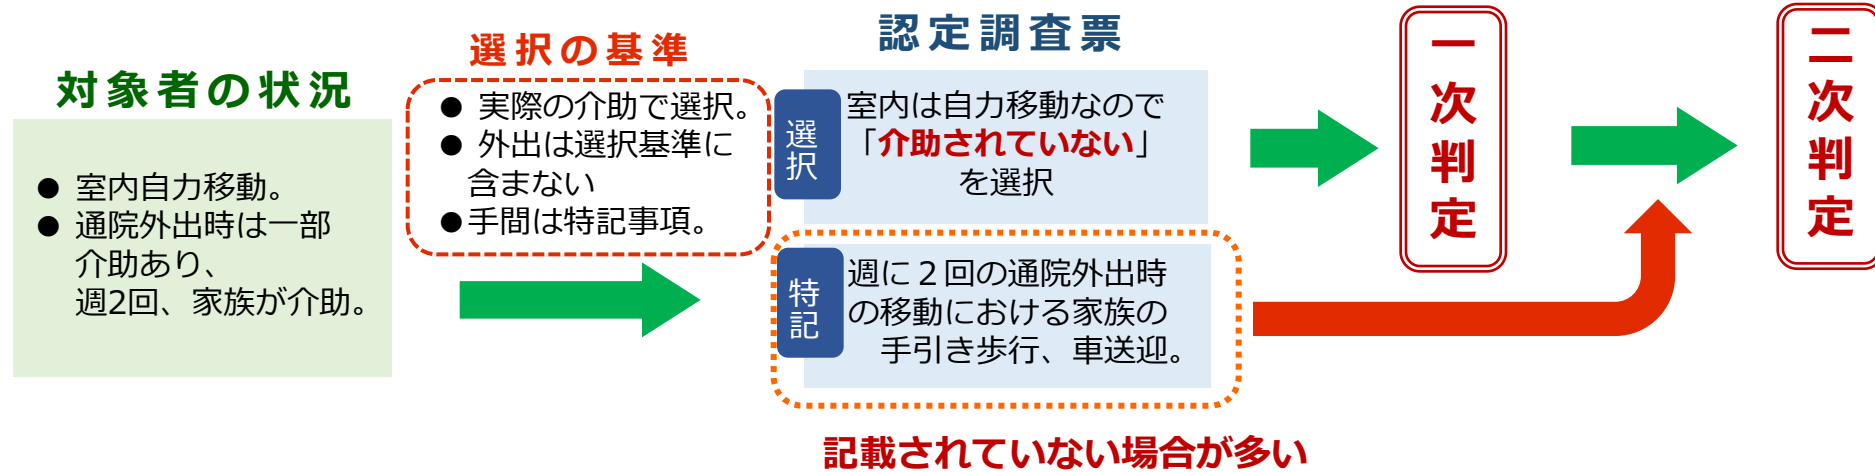 対象者の状況
● 室内自力移動。
● 通院外出時は一部
介助あり、
週2回、家族が介助。
選択の基準
● 実際の介助で選択。
● 外出は選択基準に
含まない
●手間は特記事項。
認定調査票
選択
室内は自力移動なので
「介助されていない」
を選択
特記
週に２回の通院外出時
の移動における家族の
手引き歩行、車送迎。
記載されていない場合が多い
一次判定
二次判定